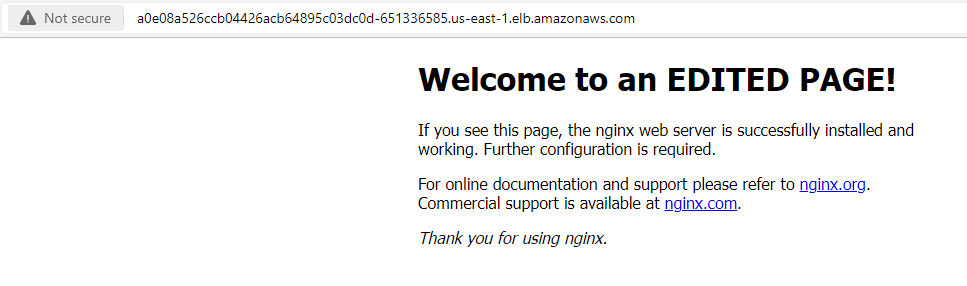 Not secure a0e08a526ccb04426acb64895c03dc0d-651336585.us-east-1.elb.amazonaws.com
Welcome to an EDITED PAGE!
If you see this page, the nginx web server is successfully installed and
working. Further configuration is required.
For online documentation and support please refer to nginx.org.
Commercial support is available at nginx.com.
Thank you for using nginx.